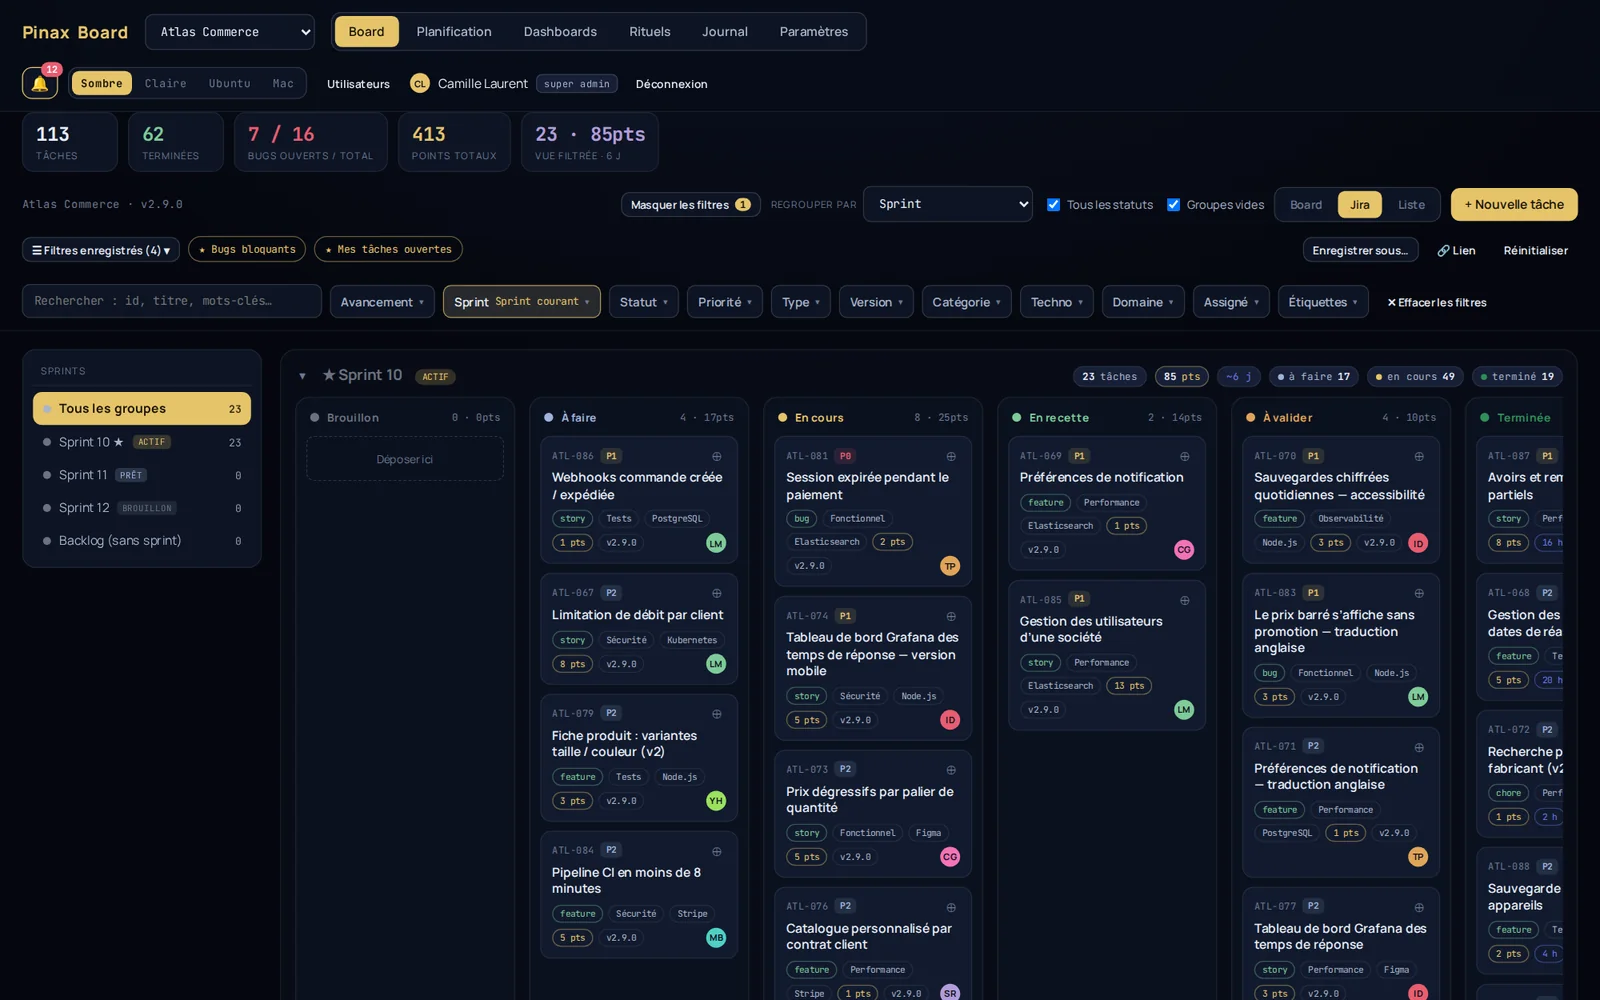 Pinax Board
Atlas Commerce
Board
Planification
Dashboards
Rituels
Journal
Paramètres
12
Sombre
Claire
Ubuntu
Mac
Utilisateurs
CL
Camille Laurent
super admin
Déconnexion
113
TÂCHES
62
TERMINÉES
7 / 16
BUGS OUVERTS / TOTAL
413
POINTS TOTAUX
23 · 85pts
VUE FILTRÉE · 6 J
Atlas Commerce · v2.9.0
Masquer les filtres 1
REGROUPER PAR
Sprint
Tous les statuts
Groupes vides
Board
Jira
Liste
+ Nouvelle tâche
☰ Filtres enregistrés (4) ▾
★ Bugs bloquants
★ Mes tâches ouvertes
Enregistrer sous…
Lien
Réinitialiser
Rechercher : id, titre, mots-clés…
Avancement ▾
Sprint Sprint courant ▾
Statut ▾
Priorité ▾
Type ▾
Version ▾
Catégorie ▾
Techno ▾
Domaine ▾
Assigné ▾
Étiquettes ▾
✕ Effacer les filtres
SPRINTS
Tous les groupes 23
Sprint 10 ★ ACTIF 23
Sprint 11 PRÊT 0
Sprint 12 BROUILLON 0
Backlog (sans sprint) 0
▾ ★ Sprint 10 ACTIF
23 tâches
85 pts
~6 j
à faire 17
en cours 49
terminé 19
Brouillon 0 · 0pts
Déposer ici
À faire 4 · 17pts
ATL-086 P1
Webhooks commande créée
/ expédiée
story Tests PostgreSQL
1 pts v2.9.0 LM
ATL-067 P2
Limitation de débit par client
story Sécurité Kubernetes
8 pts v2.9.0 LM
ATL-079 P2
Fiche produit : variantes
taille / couleur (v2)
feature Tests Node.js
3 pts v2.9.0 YH
ATL-084 P2
Pipeline CI en moins de 8
minutes
feature Sécurité Stripe
5 pts v2.9.0 MB
En cours 8 · 25pts
ATL-081 P0
Session expirée pendant le
paiement
bug Fonctionnel
Elasticsearch 2 pts
v2.9.0 TP
ATL-074 P1
Tableau de bord Grafana des
temps de réponse — version
mobile
story Sécurité Node.js
5 pts v2.9.0 ID
ATL-073 P2
Prix dégressifs par palier de
quantité
story Fonctionnel Figma
5 pts v2.9.0 CG
ATL-076 P2
Catalogue personnalisé par
contrat client
feature Performance
Stripe 1 pts v2.9.0 SR
En recette 2 · 14pts
ATL-069 P1
Préférences de notification
feature Performance
Elasticsearch 1 pts
v2.9.0 CG
ATL-085 P1
Gestion des utilisateurs
d'une société
story Performance
Elasticsearch 13 pts
v2.9.0 LM
À valider 4 · 10pts
ATL-070 P1
Sauvegardes chiffrées
quotidiennes — accessibilité
feature Observabilité
Node.js 3 pts v2.9.0 ID
ATL-083 P1
Le prix barré s'affiche sans
promotion — traduction
anglaise
bug Fonctionnel Node.js
3 pts v2.9.0 LM
ATL-071 P2
Préférences de notification
— traduction anglaise
feature Performance
PostgreSQL 1 pts v2.9.0
TP
ATL-077 P2
Tableau de bord Grafana des
temps de réponse
story Performance Figma
3 pts v2.9.0 ID
Terminée
ATL-087 P1
Avoirs et rem
partiels
story Perf
8 pts 16 h
ATL-068 P2
Gestion des
dates de réa
feature Te
5 pts 20 h
ATL-072 P2
Recherche p
fabricant (v2
chore Perf
1 pts 2 h
ATL-088 P2
Sauvegarde
appareils
feature Te
2 pts 4 h